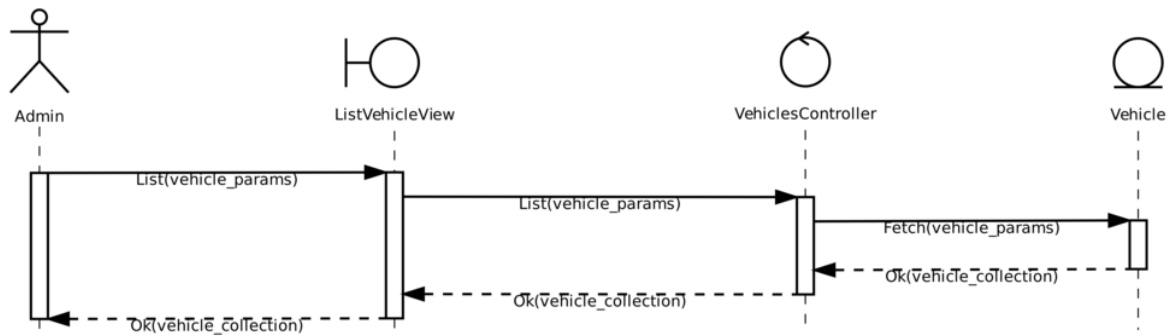 Admin
ListVehicleView
VehiclesController
Vehicle
List(vehicle_params)
List(vehicle_params)
Fetch(vehicle_params)
Ok(vehicle_collection)
Ok(vehicle_collection)
Ok(vehicle_collection)